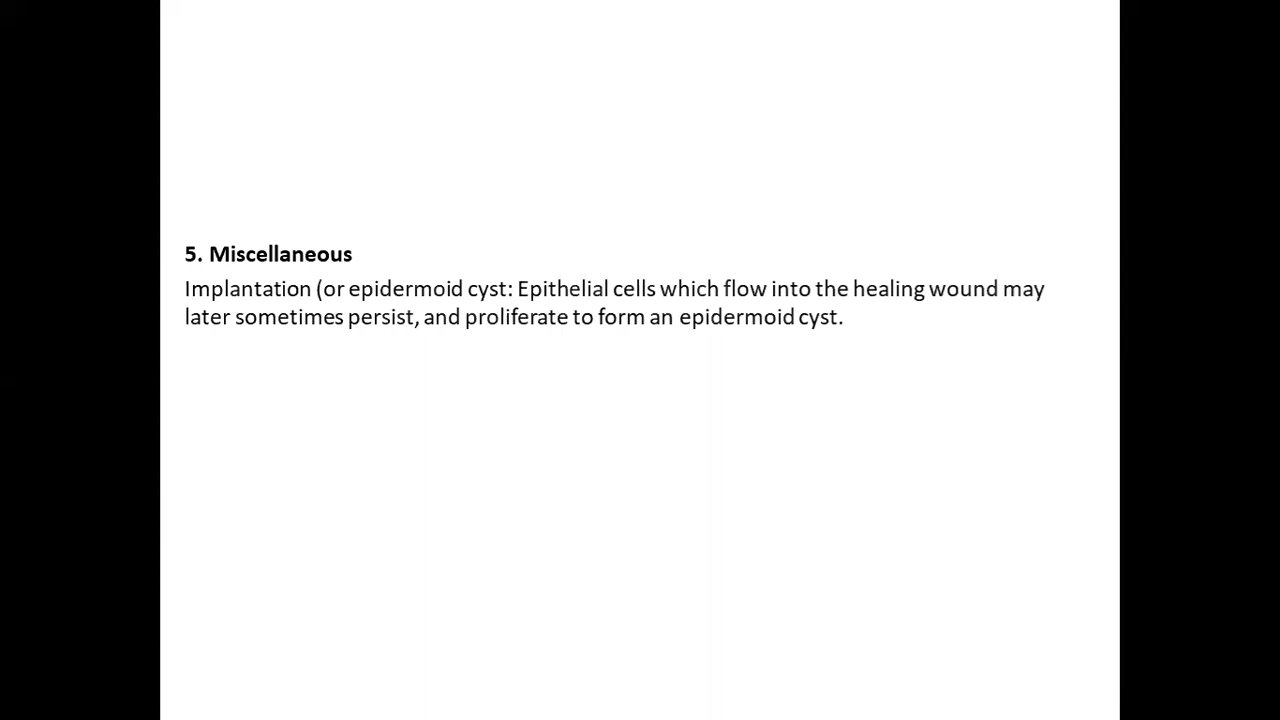 5. Miscellaneous
Implantation (or epidermoid cyst: Epithelial cells which flow into the healing wound may
later sometimes persist, and proliferate to form an epidermoid cyst.